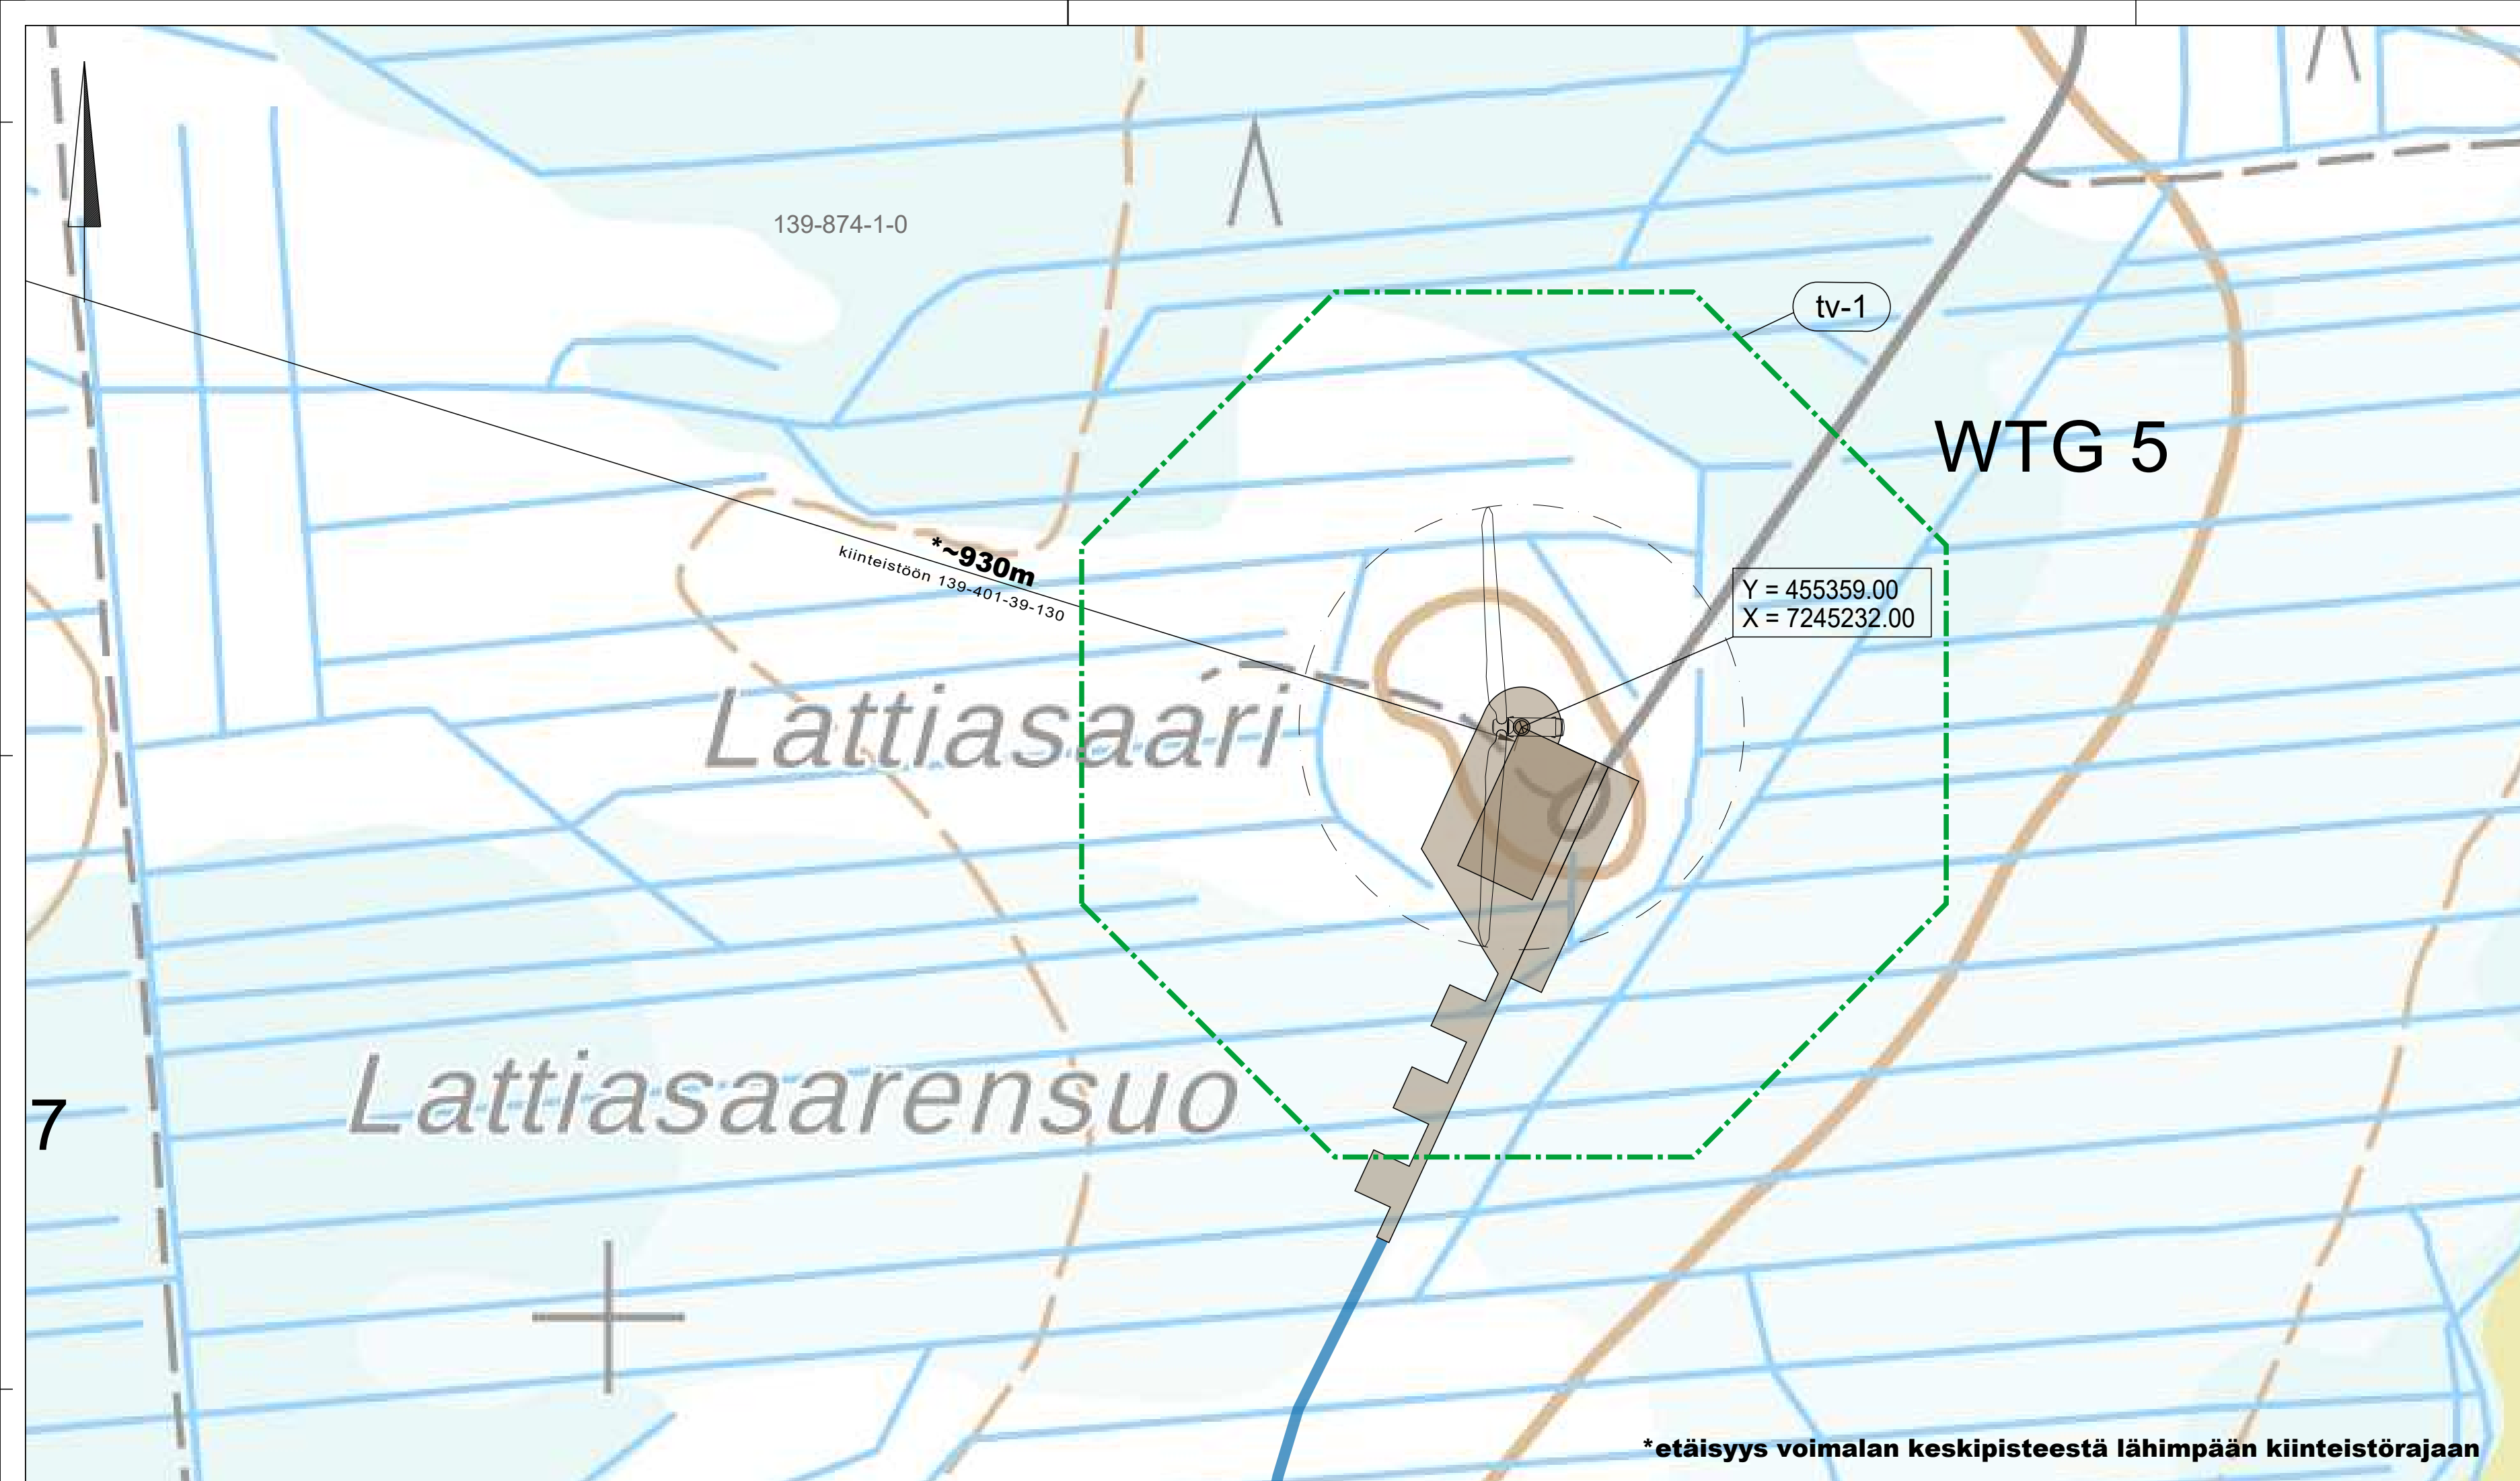 139-874-1-0
tv-1
WTG 5
*~930m
kiinteistöön 139-401-39-130
Y = 455359.00
X = 7245232.00
Lattiasaari
Lattiasaarensuo
7
*etäisyys voimalan keskipisteestä lähimpään kiinteistörajaan